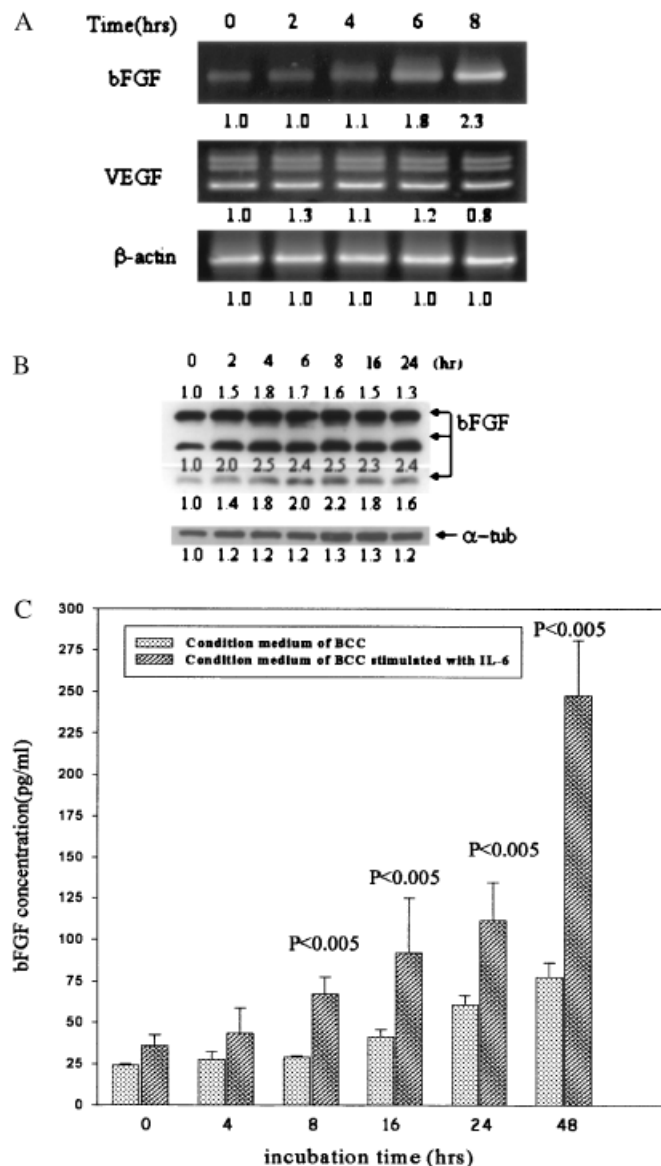 A
Time(hrs) 0 2 4 6 8
bFGF
1.0 1.0 1.1 1.8 2.3
VEGF
1.0 1.3 1.1 1.2 0.8
β-actin
1.0 1.0 1.0 1.0 1.0
B
0 2 4 6 8 16 24 (hr)
1.0 1.5 1.8 1.7 1.6 1.5 1.3
bFGF
1.0 2.0 2.5 2.4 2.5 2.3 2.4
1.0 1.4 1.8 2.0 2.2 1.8 1.6
α-tub
1.0 1.2 1.2 1.2 1.3 1.3 1.2
C
300
275
250
225
200
175
150
125
100
75
50
25
0
bFGF concentration(pg/ml)
Condition medium of BCC
Condition medium of BCC stimulated with IL-6
P<0.005
P<0.005
P<0.005
P<0.005
0 4 8 16 24 48
incubation time (hrs)